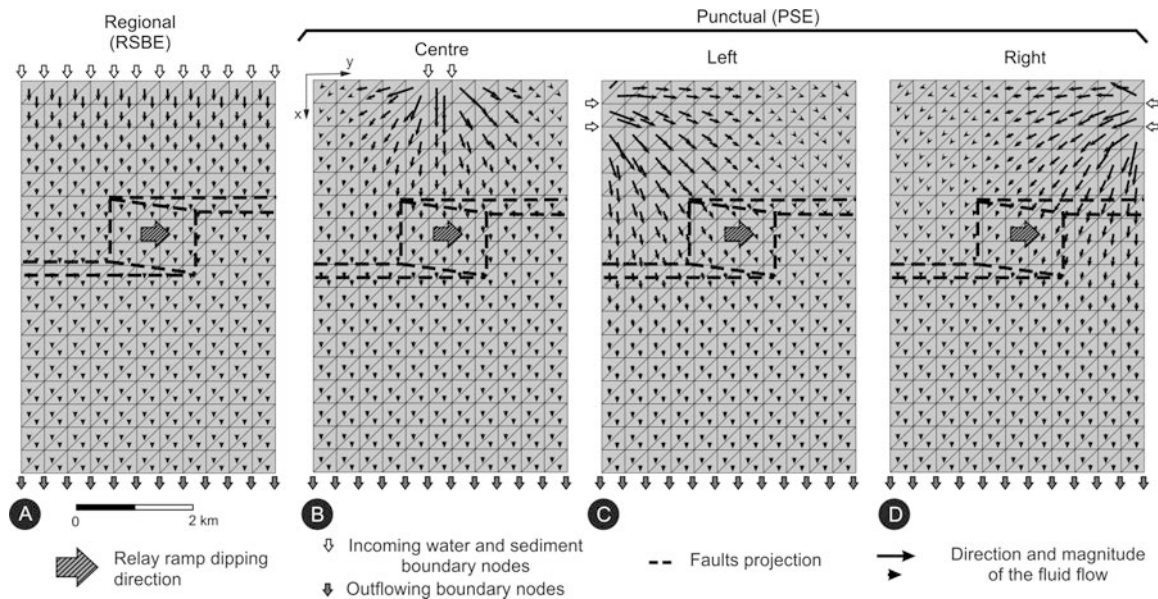 Regional
(RSBE)
Punctual (PSE)
Centre
Left
Right
y
x
A
B
C
D
0
2 km
Relay ramp dipping
direction
Incoming water and sediment
boundary nodes
Outflowing boundary nodes
Faults projection
Direction and magnitude
of the fluid flow